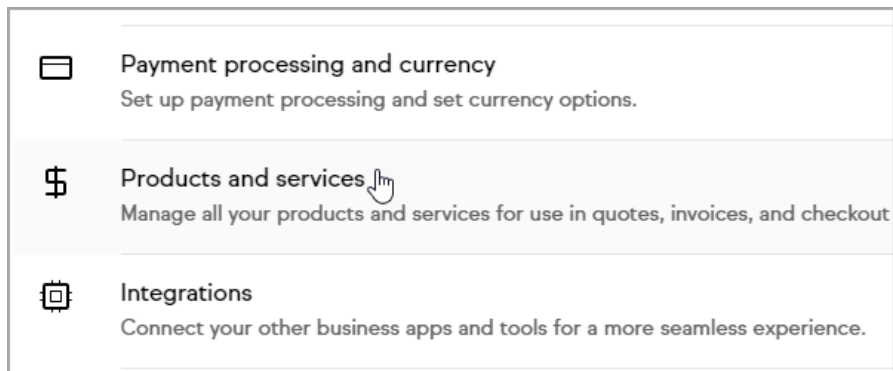 Payment processing and currency
Set up payment processing and set currency options.
Products and services
Manage all your products and services for use in quotes, invoices, and checkout
Integrations
Connect your other business apps and tools for a more seamless experience.